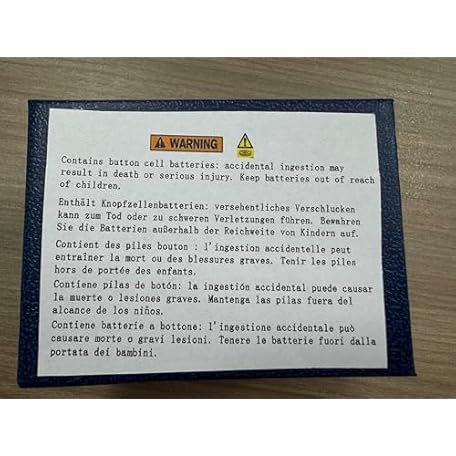 WARNING
Contains button cell batteries: accidental ingestion may
result in death or serious injury. Keep batteries out of reach
of children.
Enthält Knopfzellenbatterien: versehentliches Verschlucken
kann zum Tod oder zu schweren Verletzungen führen. Bewahren
Sie die Batterien außerhalb der Reichweite von Kindern auf.
Contient des piles bouton : l'ingestion accidentelle peut
entraîner la mort ou des blessures graves. Tenir les piles
hors de portée des enfants.
Contiene pilas de botón: la ingestión accidental puede causar
la muerte o lesiones graves. Mantenga las pilas fuera del
alcance de los niños.
Contiene batterie a bottone: l'ingestione accidentale può
causare morte o gravi lesioni. Tenere le batterie fuori dalla
portata dei bambini.